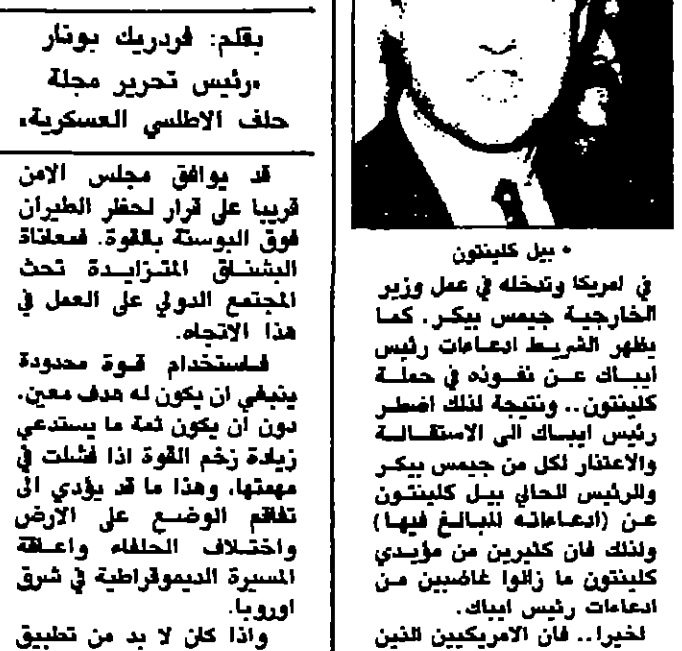 • بيل كلينتون
في امريكا وتدخله في عمل وزير
الخارجية جيمس بيكر. كما
يظهر الشريط ادعاءات رئيس
ايباك عن نفوذه في حملة
كلينتون.. ونتيجة لذلك اضطر
رئيس ايباك الى الاستقالة
والاعتذار لكل من جيمس بيكر
وللرئيس الحالي بيل كلينتون
عن (ادعاءاته المبالغ فيها)
ولذلك فان كثيرين من مؤيدي
كلينتون ما زالوا غاضبين من
ادعاءات رئيس ايباك.
اخيرا.. فان الامريكيين الذين
بقلم: فردريك بونار
«رئيس تحرير مجلة
حلف الاطلسي العسكرية»
قد يوافق مجلس الامن
قريبا على قرار لحظر الطيران
فوق البوسنة بالقوة. فمعاناة
البشناق المتزايدة تحث
المجتمع الدولي على العمل في
هذا الاتجاه.
فاستخدام قوة محدودة
ينبغي ان يكون له هدف معين.
دون ان يكون ثمة ما يستدعي
زيادة زخم القوة اذا فشلت في
مهمتها، وهذا ما قد يؤدي الى
تفاقم الوضع على الارض
واختلاف الحلفاء واعاقة
المسيرة الديموقراطية في شرق
اوروبا.
واذا كان لا بد من تطبيق